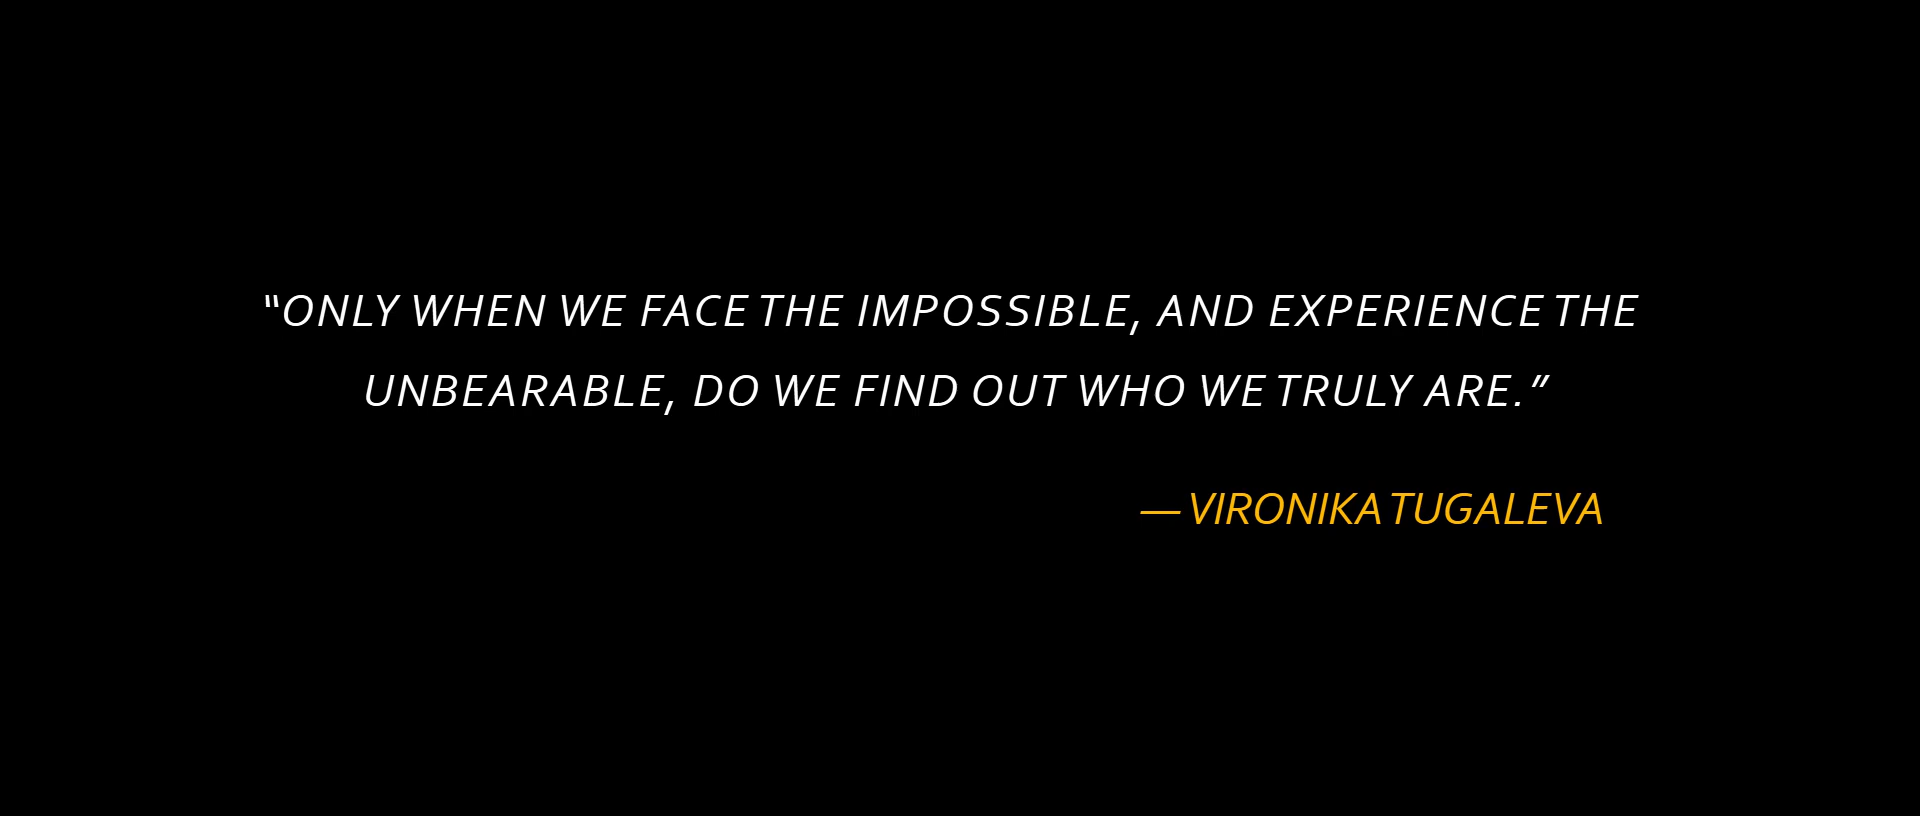 “ONLY WHEN WE FACE THE IMPOSSIBLE, AND EXPERIENCE THE
UNBEARABLE, DO WE FIND OUT WHO WE TRULY ARE.”
— VIRONIKA TUGALEVA